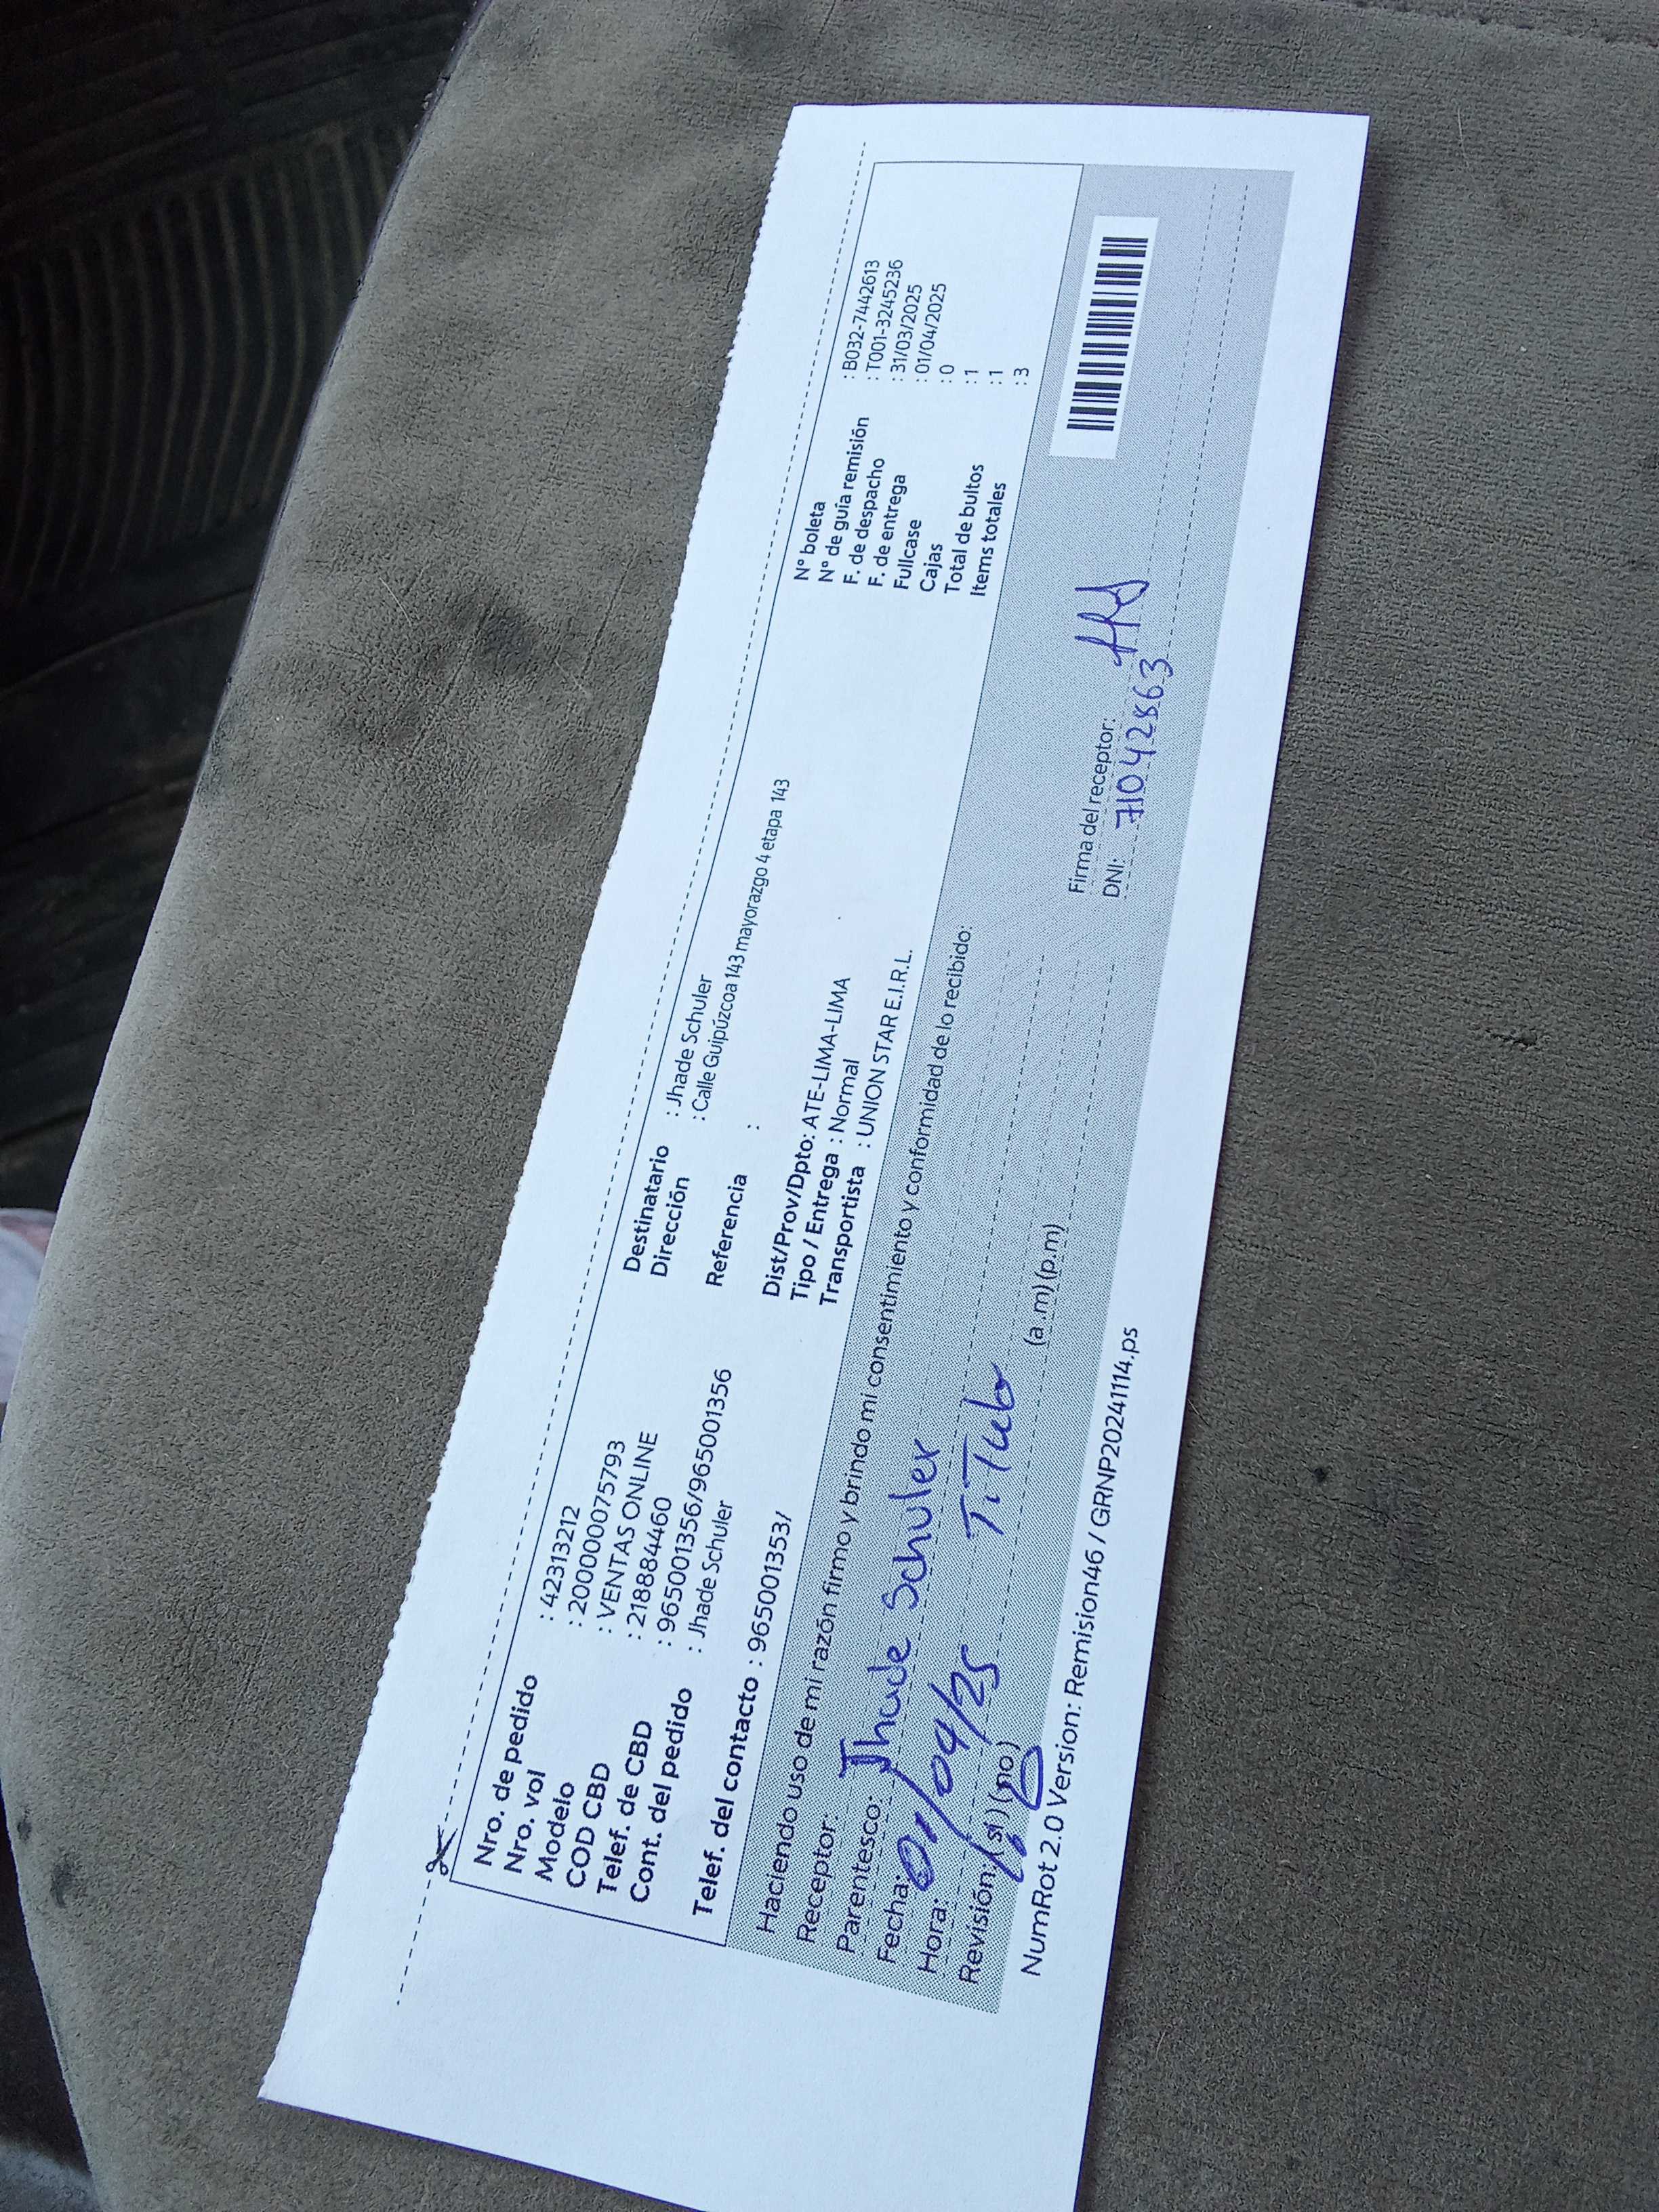 Nro. de pedido : 42313212
Nro. vol : 2000000075793
Modelo : VENTAS ONLINE
COD CBD : 218884460
Telef. de CBD : 965001356/965001356
Cont. del pedido : Jhade Schuler
Telef. del contacto : 965001353/
Destinatario : Jhade Schuler
Dirección : Calle Guipúzcoa 143 mayorazgo 4 etapa 143
Referencia :
Dist/Prov/Dpto: ATE-LIMA-LIMA
Tipo / Entrega : Normal
Transportista : UNION STAR E.I.R.L.
N° boleta : B032-7442613
N° de guía remisión : T001-3245236
F. de despacho : 31/03/2025
F. de entrega : 01/04/2025
Fullcase : 0
Cajas : 1
Total de bultos : 1
Items totales : 3
Haciendo uso de mi razón firmo y brindo mi consentimiento y conformidad de lo recibido:
Receptor: Jhade Schuler
Parentesco: TiTular
Fecha: 01/04/25
Hora: (a .m) (p.m)
Revisión: (si) (no)
Firma del receptor:
DNI: 71042863
NumRot 2.0 Version: Remision46 / GRNP20241114.ps